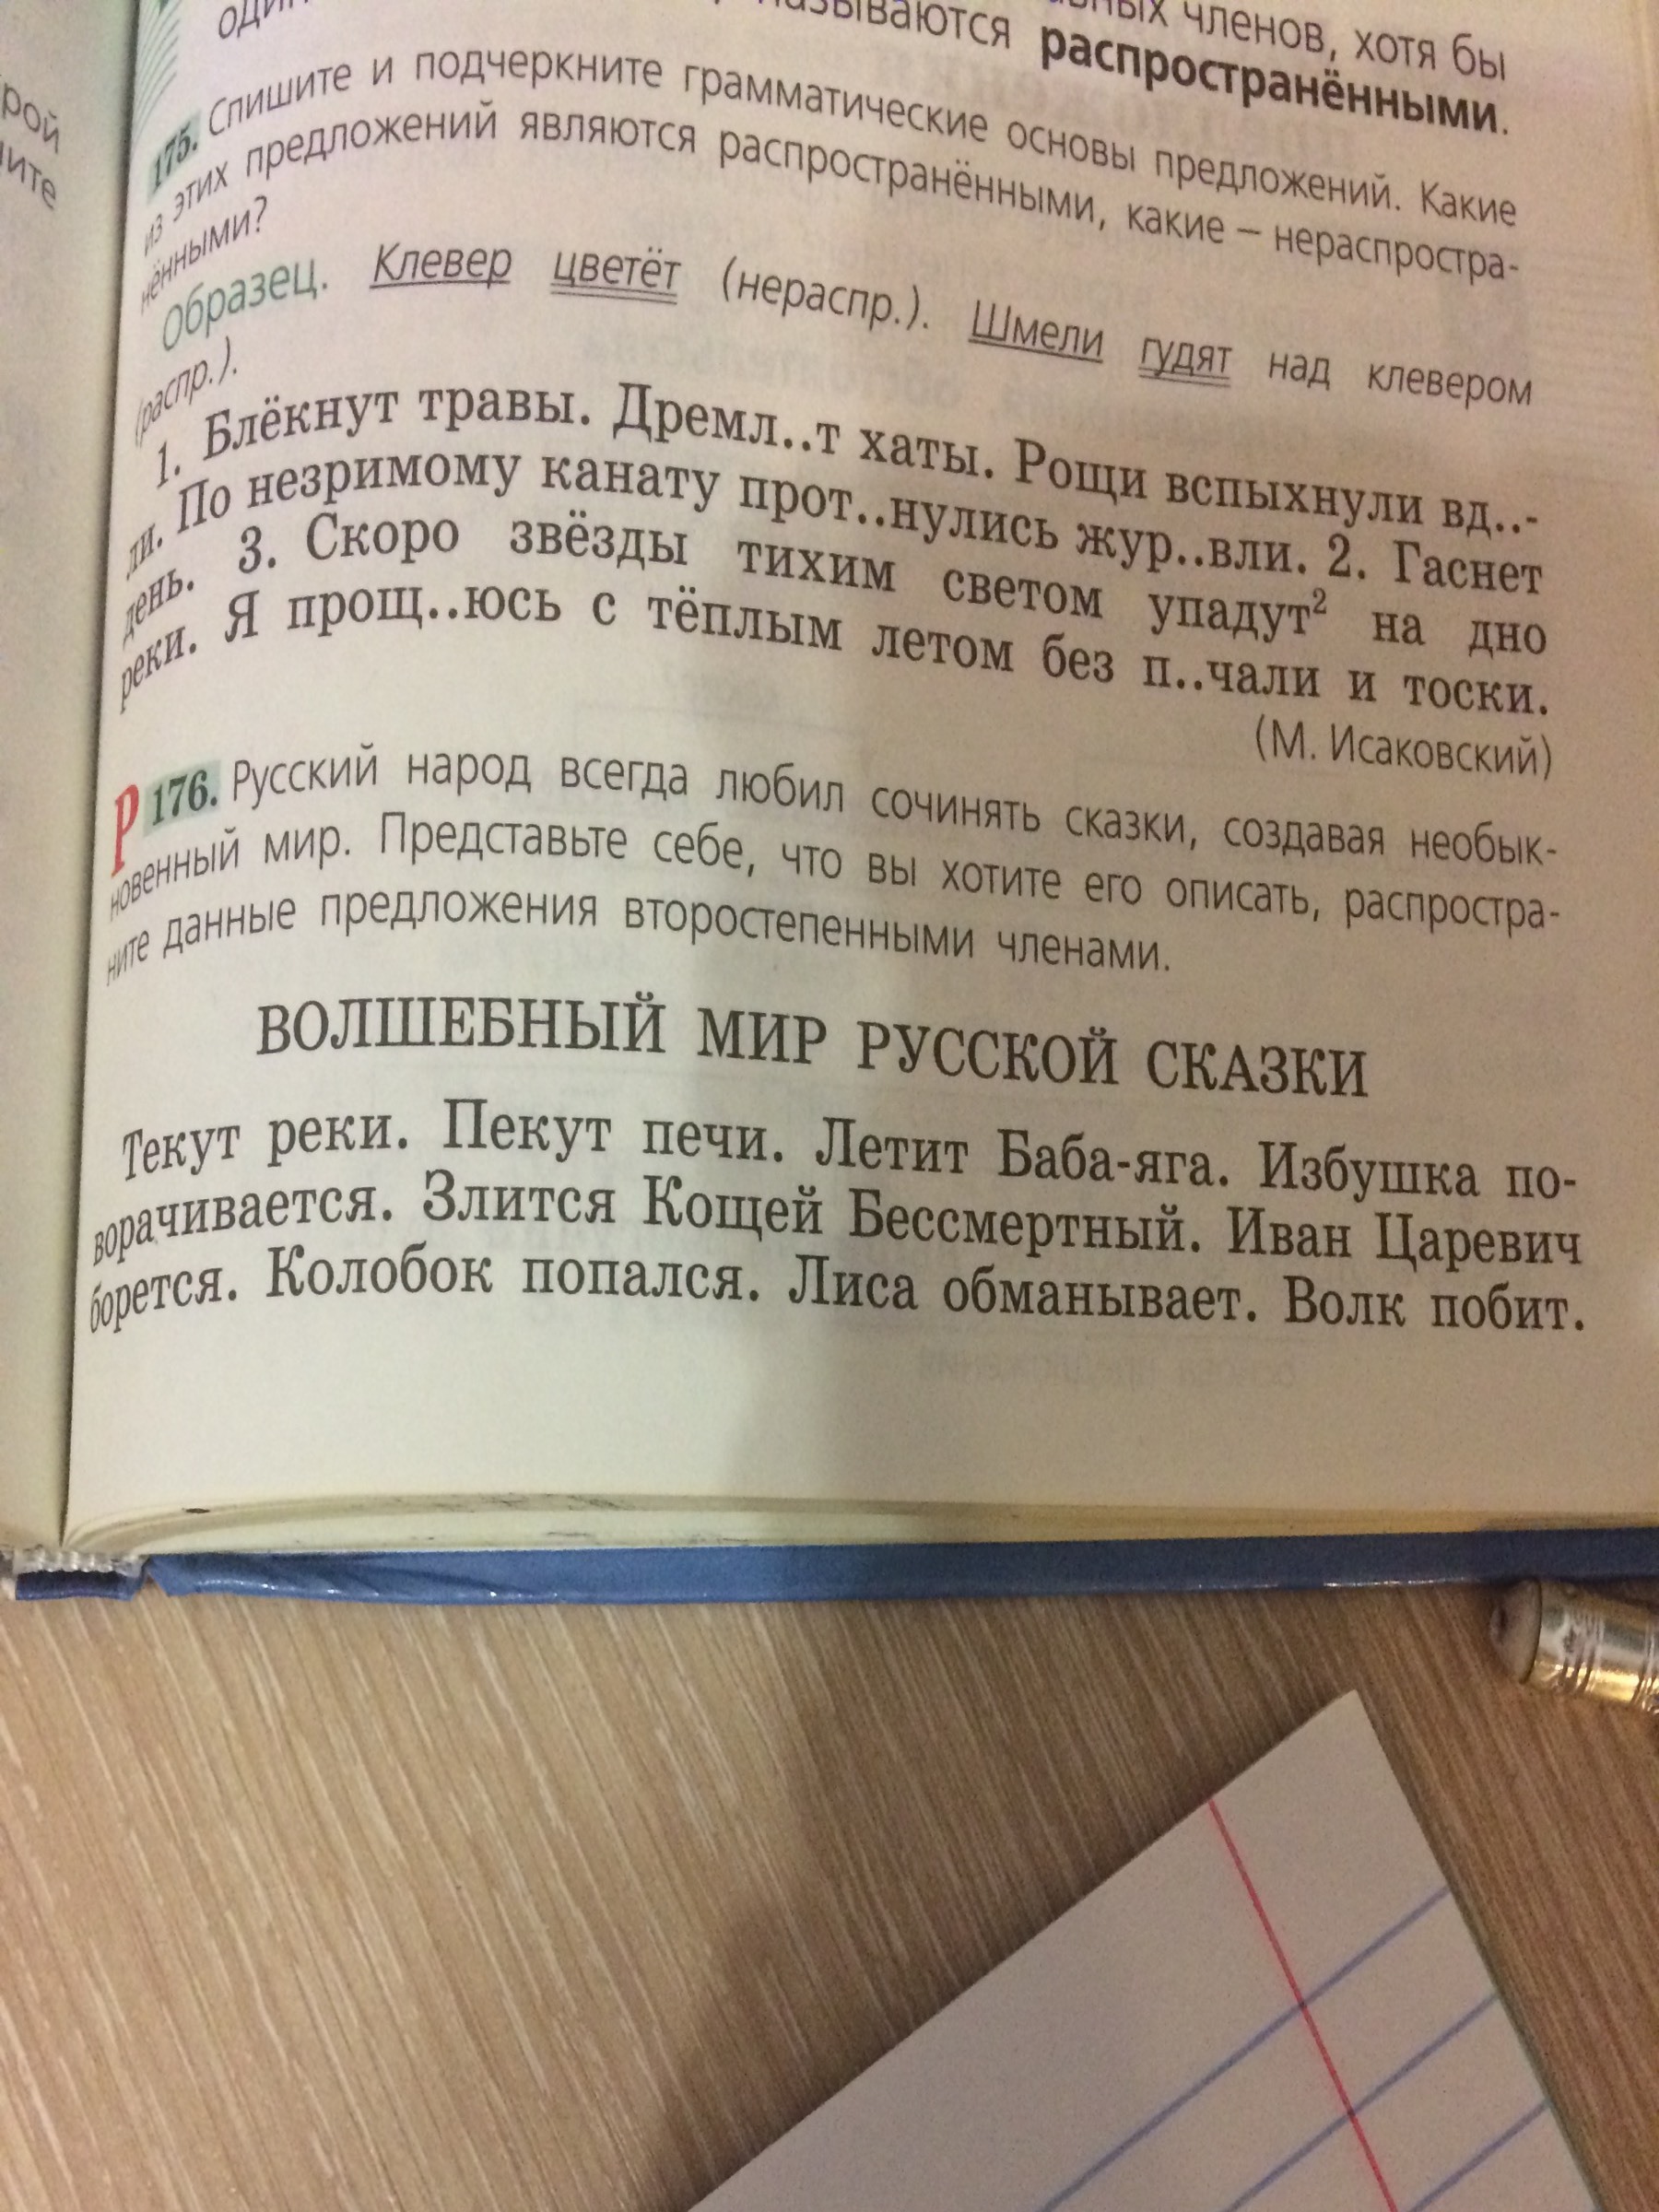 рой
ите
членов, хотя бы
распространёнными.
175. Спишите и подчеркните грамматические основы предложений. Какие
из этих предложений являются распространёнными, какие – нераспростра-
нёнными?
Образец. Клевер цветёт (нераспр.). Шмели гудят над клевером
(распр.).
1. Блёкнут травы. Дремл..т хаты. Рощи вспыхнули вд..-
ли. По незримому канату прот..нулись жур..вли. 2. Гаснет
день. 3. Скоро звёзды тихим светом упадут² на дно
реки. Я прощ..юсь с тёплым летом без п..чали и тоски.
(М. Исаковский)
Р 176. Русский народ всегда любил сочинять сказки, создавая необык-
новенный мир. Представьте себе, что вы хотите его описать, распростра-
ните данные предложения второстепенными членами.
ВОЛШЕБНЫЙ МИР РУССКОЙ СКАЗКИ
Текут реки. Пекут печи. Летит Баба-яга. Избушка по-
ворачивается. Злится Кощей Бессмертный. Иван Царевич
борется. Колобок попался. Лиса обманывает. Волк побит.